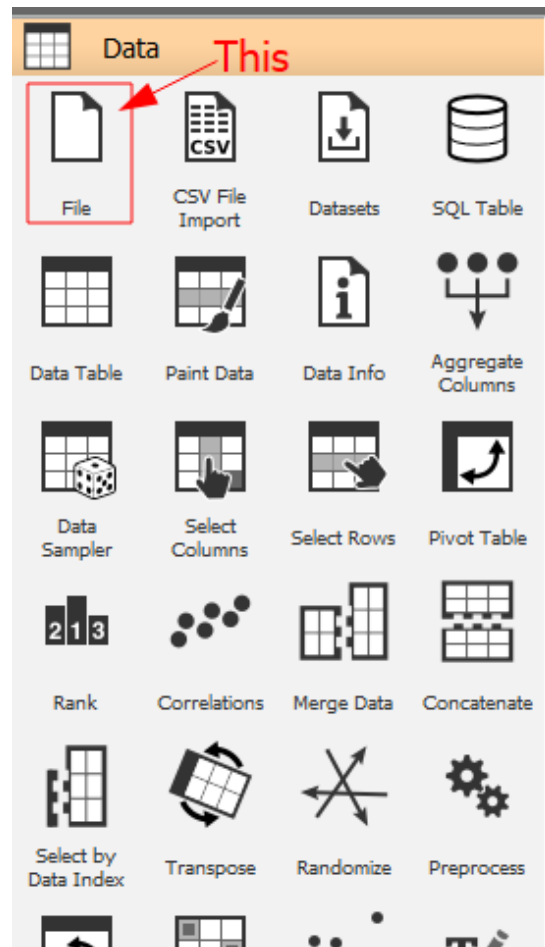 Data
This
CSV
File
CSV File
Import
Datasets
SQL Table
i
Data Table
Paint Data
Data Info
Aggregate
Columns
Data
Sampler
Select
Columns
Select Rows
Pivot Table
2 1 3
Rank
Correlations
Merge Data
Concatenate
Select by
Data Index
Transpose
Randomize
Preprocess